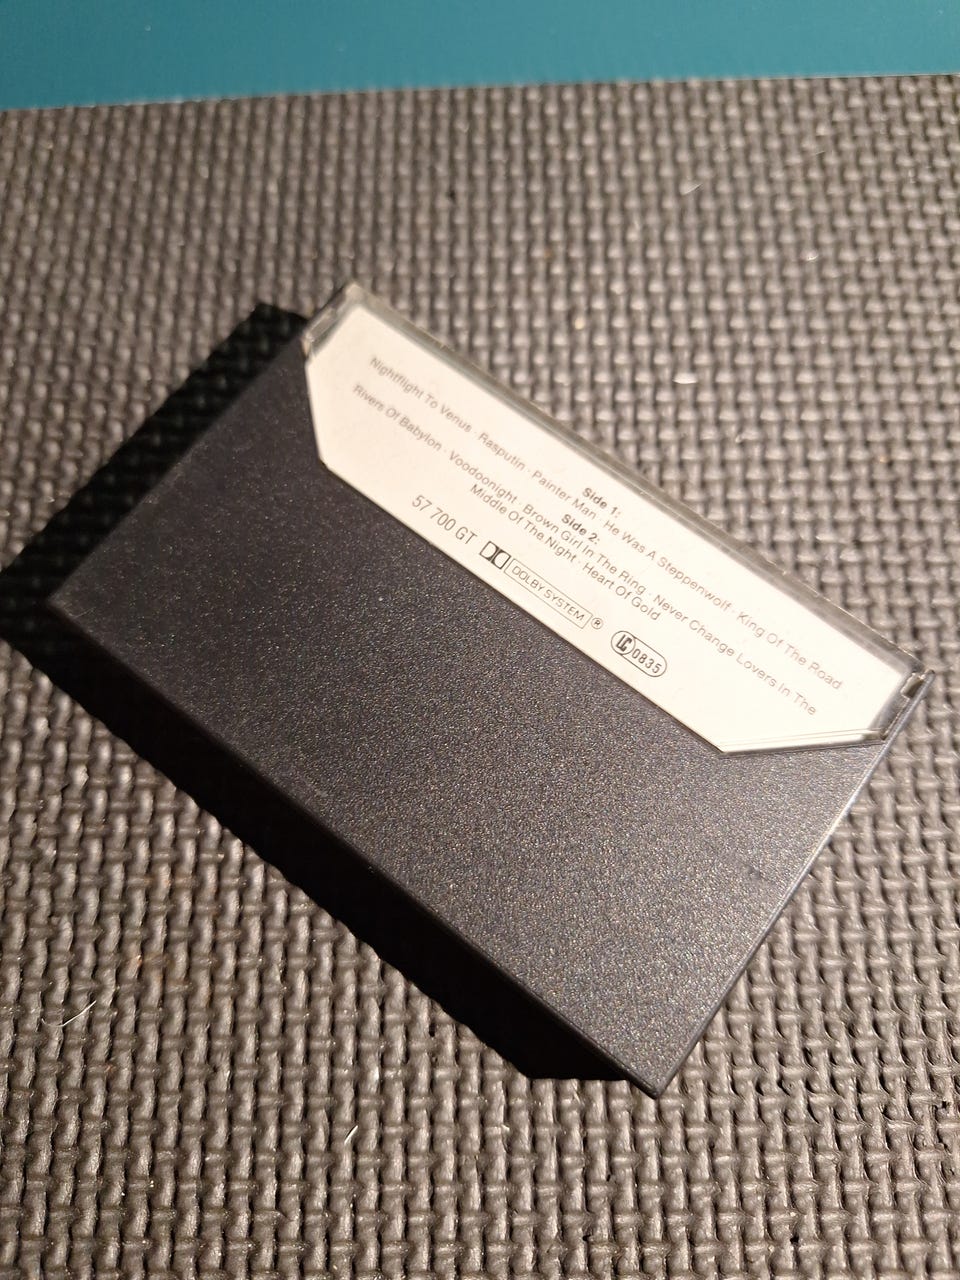 Side 1:
Nightflight To Venus · Rasputin · Painter Man · He Was A Steppenwolf · King Of The Road
Side 2:
Rivers Of Babylon · Voodoonight · Brown Girl In The Ring · Never Change Lovers In The
Middle Of The Night · Heart Of Gold
57 700 GT DOLBY SYSTEM ® LC 0835